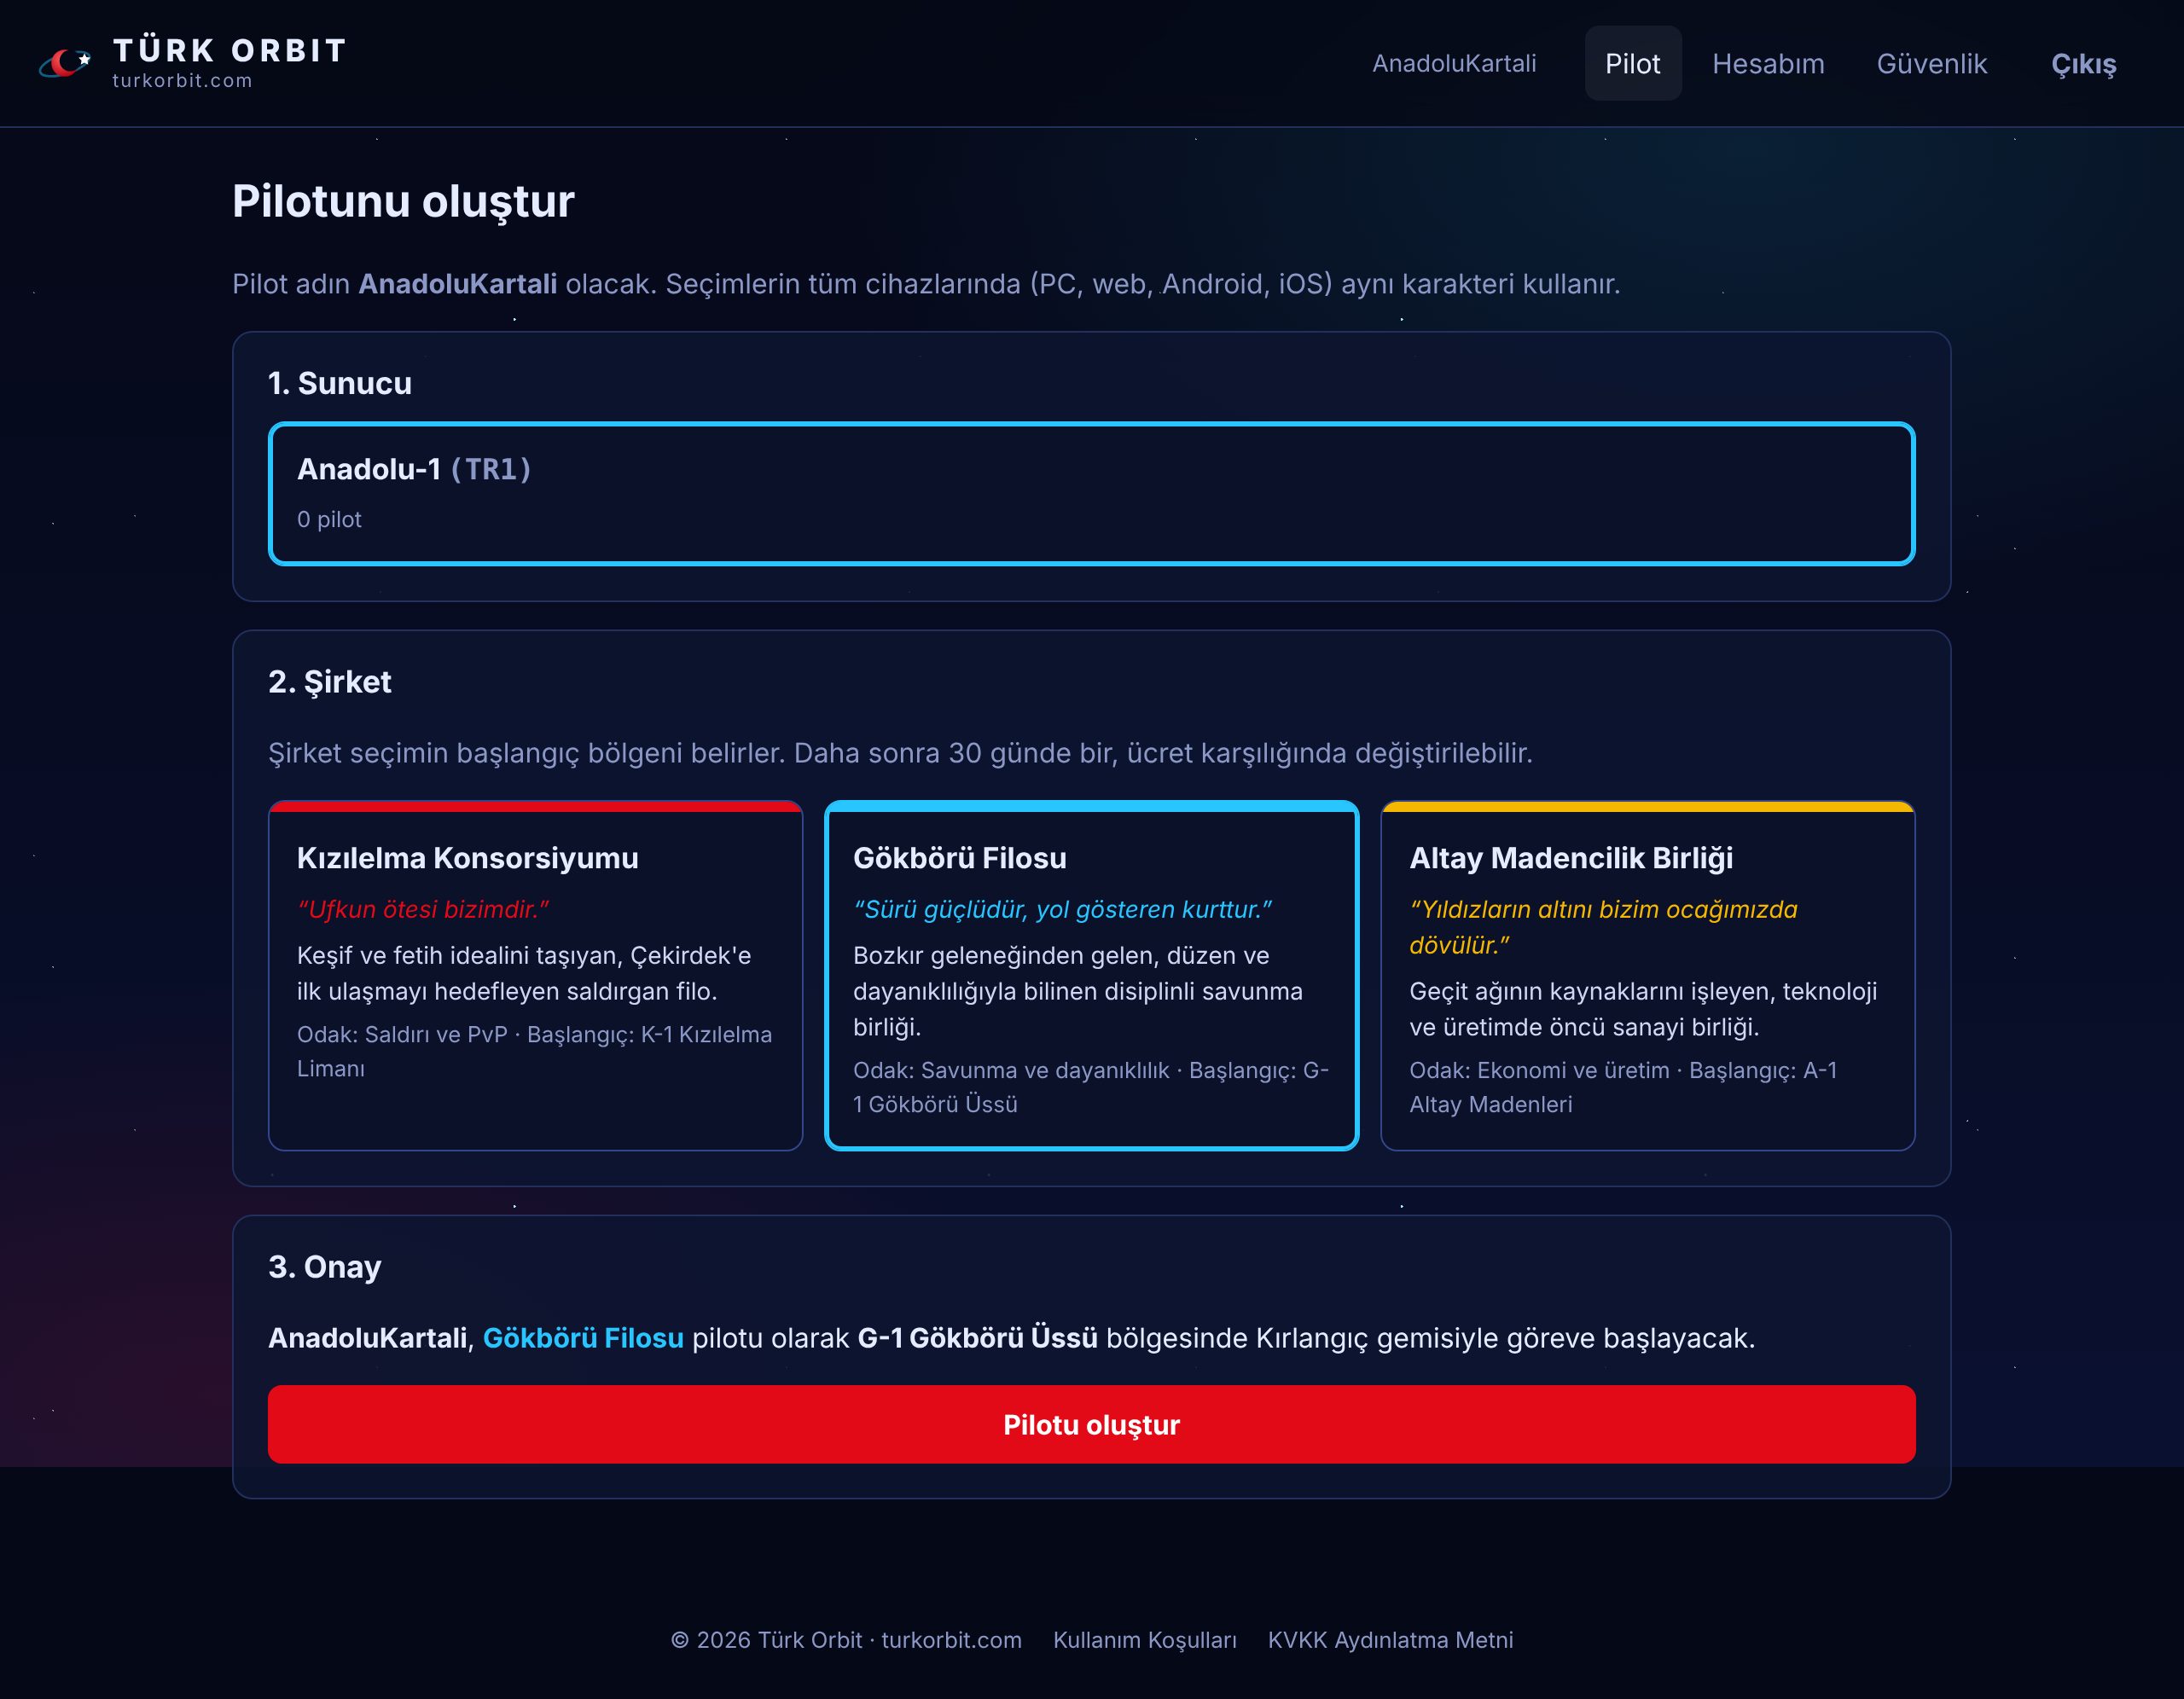 TÜRK ORBIT
turkorbit.com
AnadoluKartali
Pilot
Hesabım
Güvenlik
Çıkış
Pilotunu oluştur
Pilot adın AnadoluKartali olacak. Seçimlerin tüm cihazlarında (PC, web, Android, iOS) aynı karakteri kullanır.
1. Sunucu
Anadolu-1 (TR1)
0 pilot
2. Şirket
Şirket seçimin başlangıç bölgeni belirler. Daha sonra 30 günde bir, ücret karşılığında değiştirilebilir.
Kızılelma Konsorsiyumu
“Ufkun ötesi bizimdir.”
Keşif ve fetih idealini taşıyan, Çekirdek'e
ilk ulaşmayı hedefleyen saldırgan filo.
Odak: Saldırı ve PvP · Başlangıç: K-1 Kızılelma
Limanı
Gökbörü Filosu
“Sürü güçlüdür, yol gösteren kurttur.”
Bozkır geleneğinden gelen, düzen ve
dayanıklılığıyla bilinen disiplinli savunma
birliği.
Odak: Savunma ve dayanıklılık · Başlangıç: G-
1 Gökbörü Üssü
Altay Madencilik Birliği
“Yıldızların altını bizim ocağımızda
dövülür.”
Geçit ağının kaynaklarını işleyen, teknoloji
ve üretimde öncü sanayi birliği.
Odak: Ekonomi ve üretim · Başlangıç: A-1
Altay Madenleri
3. Onay
AnadoluKartali, Gökbörü Filosu pilotu olarak G-1 Gökbörü Üssü bölgesinde Kırlangıç gemisiyle göreve başlayacak.
Pilotu oluştur
© 2026 Türk Orbit · turkorbit.com
Kullanım Koşulları
KVKK Aydınlatma Metni